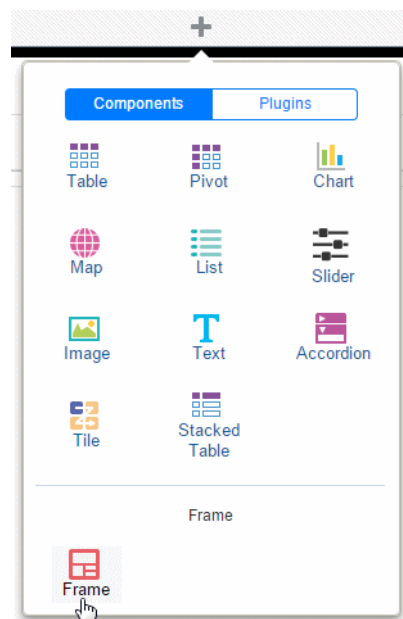 Components Plugins
Table Pivot Chart
Map List Slider
Image Text Accordion
Tile Stacked
Table
Frame
Frame